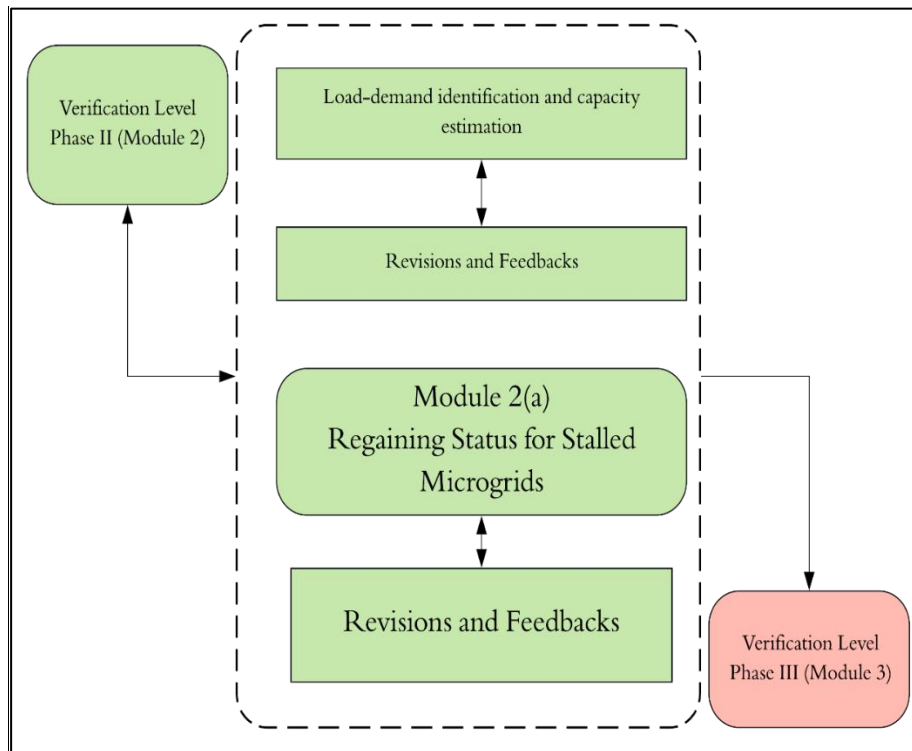 Verification Level
Phase II (Module 2)
Load-demand identification and capacity
estimation
Revisions and Feedbacks
Module 2(a)
Regaining Status for Stalled
Microgrids
Revisions and Feedbacks
Verification Level
Phase III (Module 3)